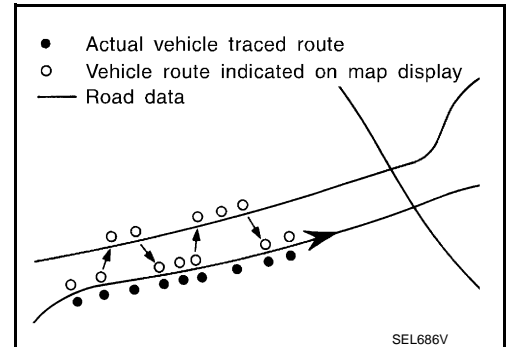 Actual vehicle traced route
Vehicle route indicated on map display
Road data
SEL686V